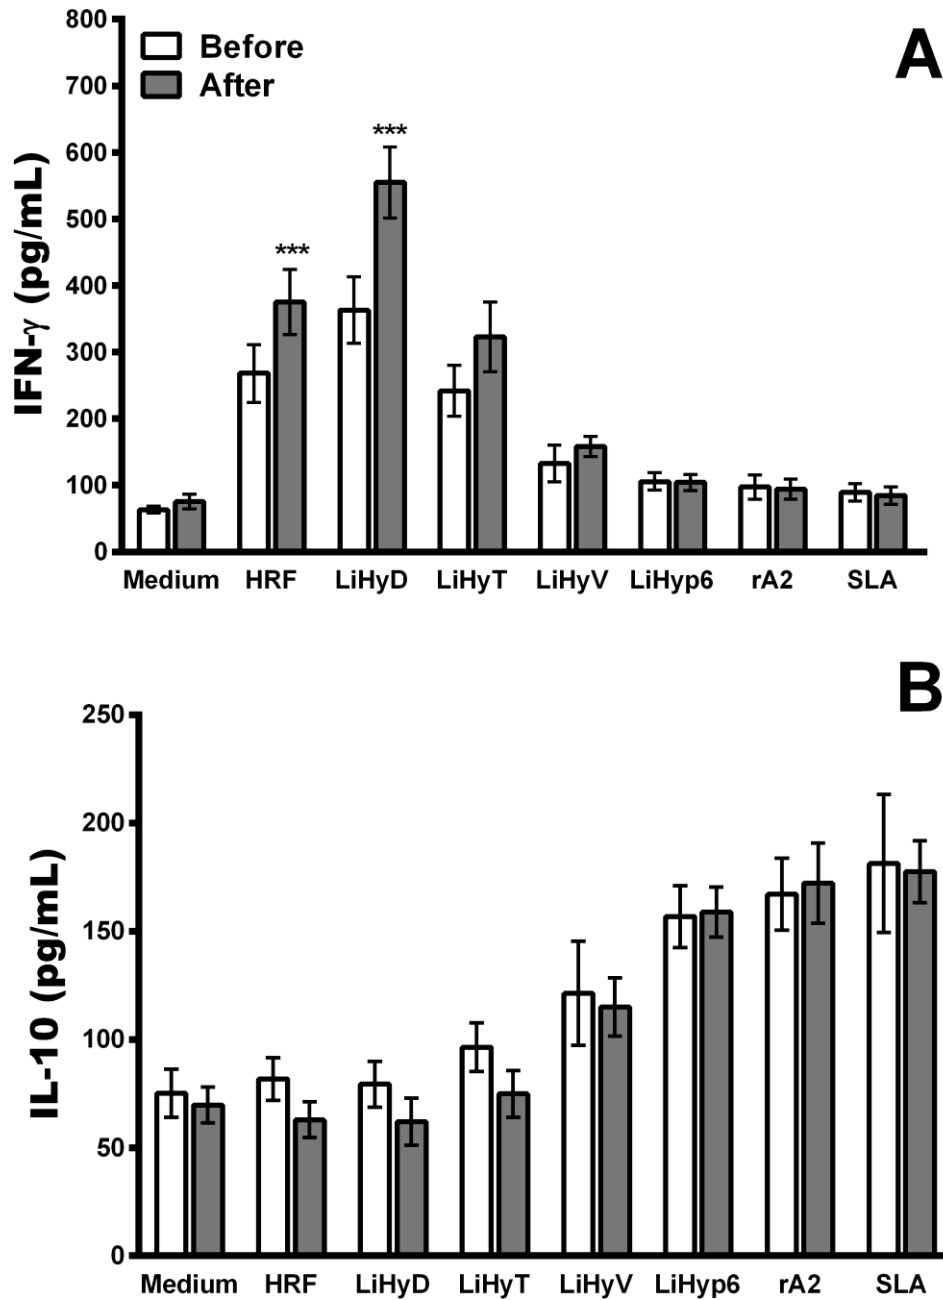 A
800
700
600
500
400
300
200
100
0
IFN-γ (pg/mL)
Before
After
***
***
Medium HRF LiHyD LiHyT LiHyV LiHyp6 rA2 SLA
B
250
200
150
100
50
0
IL-10 (pg/mL)
Medium HRF LiHyD LiHyT LiHyV LiHyp6 rA2 SLA